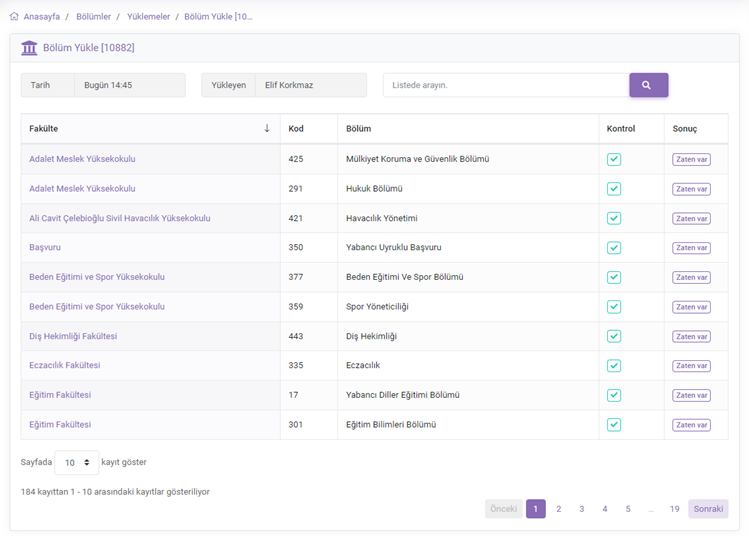 Anasayfa / Bölümler / Yüklemeler / Bölüm Yükle [10...
Bölüm Yükle [10882]
Tarih Bugün 14:45 Yükleyen Elif Korkmaz Listede arayın.
Fakülte Kod Bölüm Kontrol Sonuç
Adalet Meslek Yüksekokulu 425 Mülkiyet Koruma ve Güvenlik Bölümü Zaten var
Adalet Meslek Yüksekokulu 291 Hukuk Bölümü Zaten var
Ali Cavit Çelebioğlu Sivil Havacılık Yüksekokulu 421 Havacılık Yönetimi Zaten var
Başvuru 350 Yabancı Uyruklu Başvuru Zaten var
Beden Eğitimi ve Spor Yüksekokulu 377 Beden Eğitimi Ve Spor Bölümü Zaten var
Beden Eğitimi ve Spor Yüksekokulu 359 Spor Yöneticiliği Zaten var
Diş Hekimliği Fakültesi 443 Diş Hekimliği Zaten var
Eczacılık Fakültesi 335 Eczacılık Zaten var
Eğitim Fakültesi 17 Yabancı Diller Eğitimi Bölümü Zaten var
Eğitim Fakültesi 301 Eğitim Bilimleri Bölümü Zaten var
Sayfada 10 kayıt göster
184 kayıttan 1 - 10 arasındaki kayıtlar gösteriliyor
Önceki 1 2 3 4 5 ... 19 Sonraki